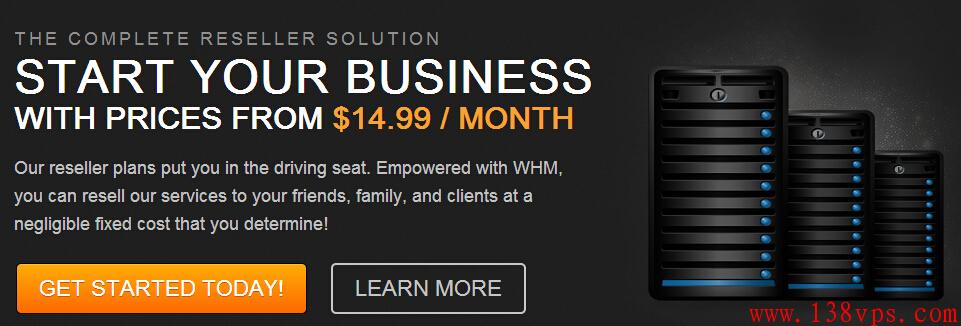 THE COMPLETE RESELLER SOLUTION
START YOUR BUSINESS
WITH PRICES FROM $14.99 / MONTH
Our reseller plans put you in the driving seat. Empowered with WHM,
you can resell our services to your friends, family, and clients at a
negligible fixed cost that you determine!
GET STARTED TODAY!
LEARN MORE
www.138vps.com